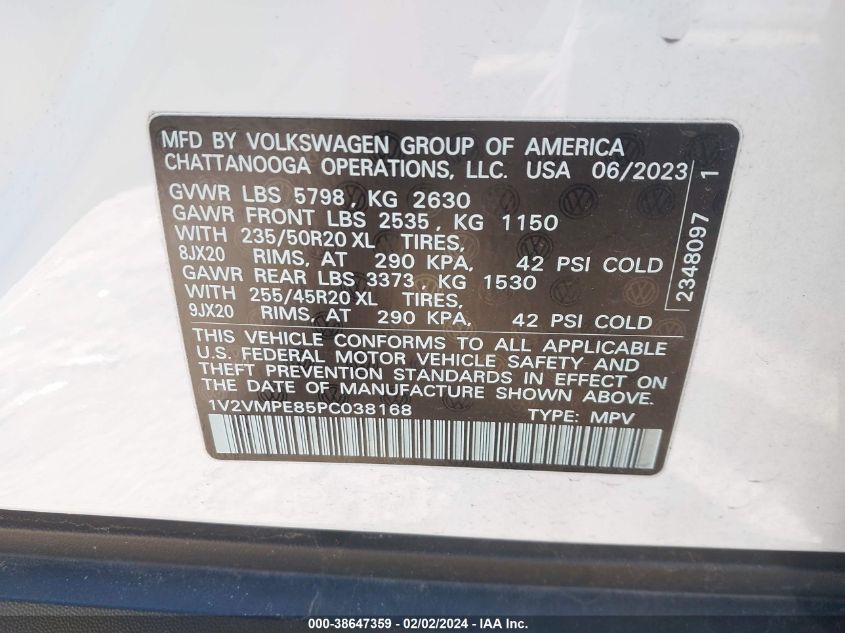 MFD BY VOLKSWAGEN GROUP OF AMERICA
CHATTANOOGA OPERATIONS, LLC. USA 06/2023
GVWR LBS 5798, KG 2630
GAWR FRONT LBS 2535, KG 1150
WITH 235/50R20 XL TIRES,
8JX20 RIMS, AT 290 KPA, 42 PSI COLD
GAWR REAR LBS 3373, KG 1530
WITH 255/45R20 XL TIRES,
9JX20 RIMS, AT 290 KPA, 42 PSI COLD
THIS VEHICLE CONFORMS TO ALL APPLICABLE
U.S. FEDERAL MOTOR VEHICLE SAFETY AND
THEFT PREVENTION STANDARDS IN EFFECT ON
THE DATE OF MANUFACTURE SHOWN ABOVE.
1V2VMPE85PC038168 TYPE: MPV
2348097 1
000-38647359 - 02/02/2024 - IAA Inc.